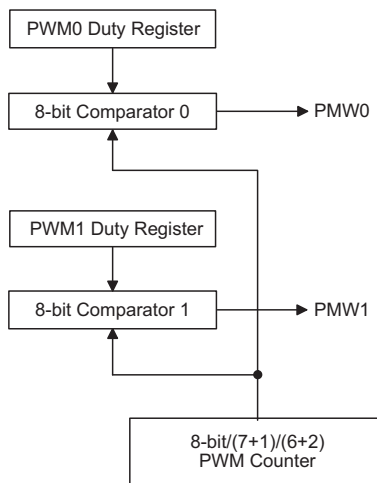 PWM0 Duty Register
8-bit Comparator 0
PMW0
PWM1 Duty Register
8-bit Comparator 1
PMW1
8-bit/(7+1)/(6+2)
PWM Counter